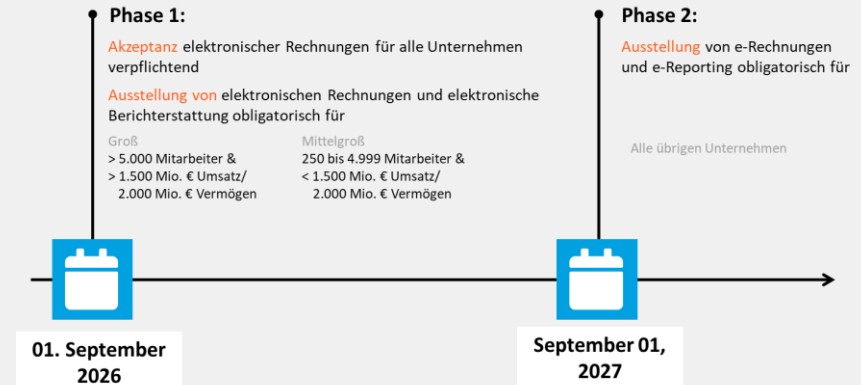 Phase 1:
Akzeptanz elektronischer Rechnungen für alle Unternehmen
verpflichtend
Ausstellung von elektronischen Rechnungen und elektronische
Berichterstattung obligatorisch für
Groß
> 5.000 Mitarbeiter &
> 1.500 Mio. € Umsatz/
2.000 Mio. € Vermögen
Mittelgroß
250 bis 4.999 Mitarbeiter &
< 1.500 Mio. € Umsatz/
2.000 Mio. € Vermögen
01. September
2026
Phase 2:
Ausstellung von e-Rechnungen
und e-Reporting obligatorisch für
Alle übrigen Unternehmen
September 01,
2027